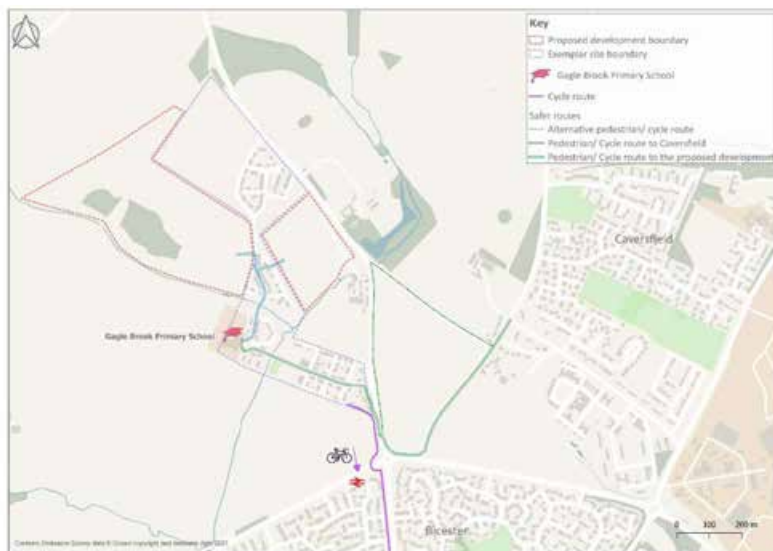 Key
Proposed development boundary
Exemplar site boundary
Gagle Brook Primary School
Cycle route
Safer routes
Alternative pedestrian/ cycle route
Pedestrian/ Cycle route to Caversfield
Pedestrian/ Cycle route to the proposed development
Caversfield
Gagle Brook Primary School
Bicester
0 100 200 m